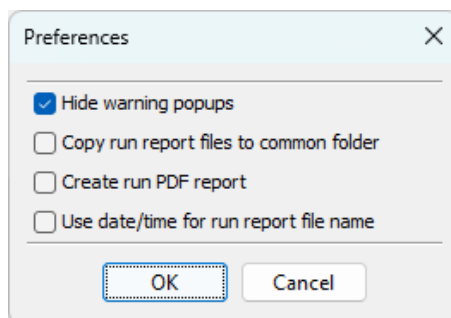 Preferences
Hide warning popups
Copy run report files to common folder
Create run PDF report
Use date/time for run report file name
OK
Cancel